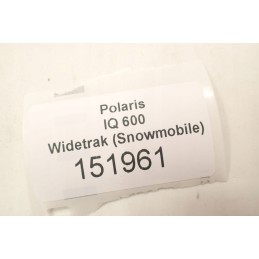 Polaris
IQ 600
Widetrak (Snowmobile)
151961